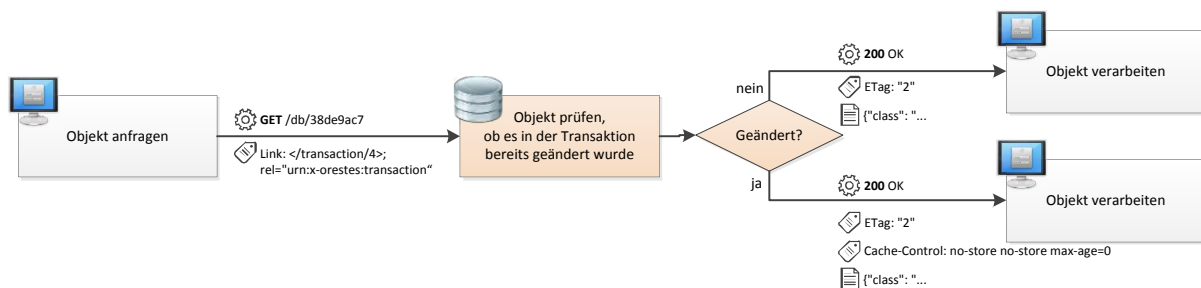 Objekt anfragen
GET /db/38de9ac7
Link: </transaction/4>;
rel="urn:x-orestes:transaction“
Objekt prüfen,
ob es in der Transaktion
bereits geändert wurde
Geändert?
nein
200 OK
ETag: "2"
{"class": "...
Objekt verarbeiten
ja
200 OK
ETag: "2"
Cache-Control: no-store no-store max-age=0
{"class": "...
Objekt verarbeiten